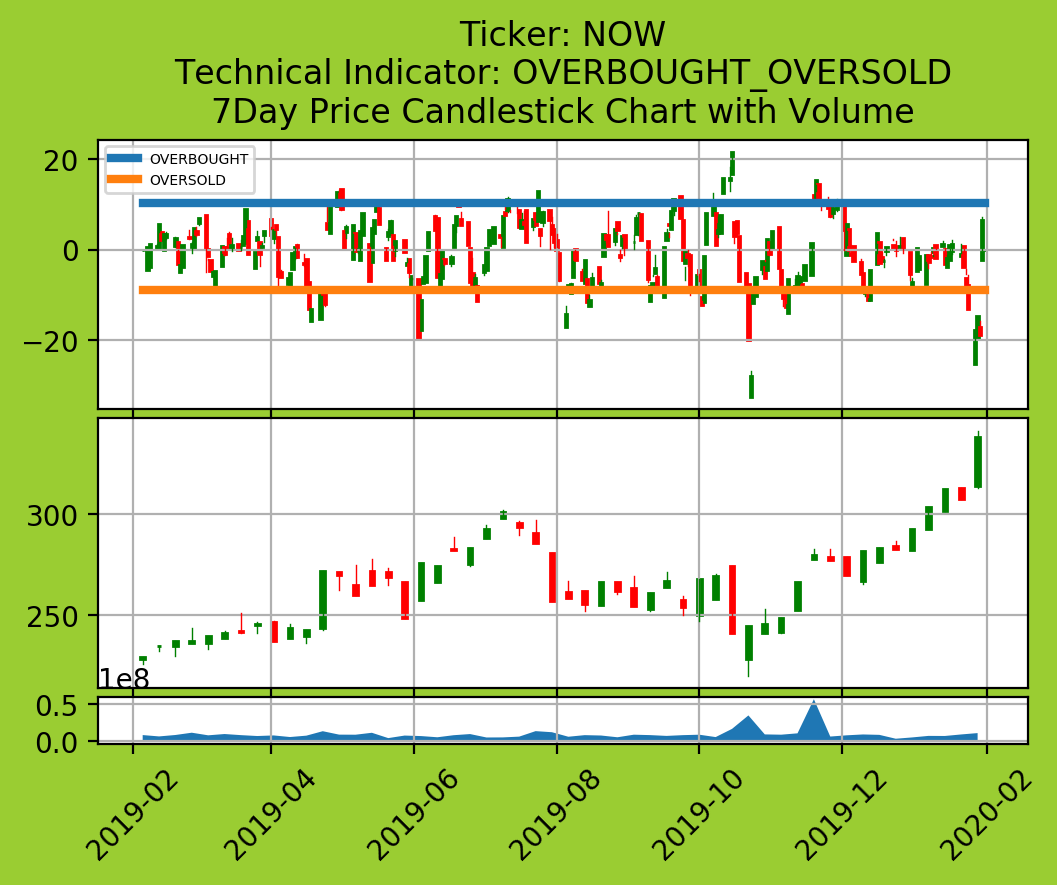 Ticker: NOW
Technical Indicator: OVERBOUGHT_OVERSOLD
7Day Price Candlestick Chart with Volume
OVERBOUGHT
OVERSOLD
20
0
−20
300
250
1e8
0.5
0.0
2019-02
2019-04
2019-06
2019-08
2019-10
2019-12
2020-02